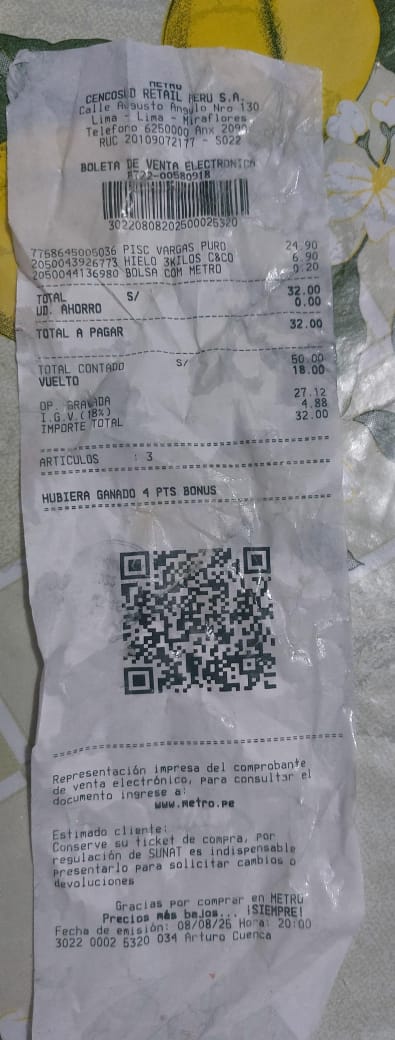 METRO
CENCOSUD RETAIL PERU S.A.
Calle Augusto Angulo Nro 130
Lima - Lima - Miraflores
Telefono 6250000 Anx 2090
RUC 20109072177 - S022
BOLETA DE VENTA ELECTRONICA
B722-00580918
30220808202500025320
7758645005036 PISC VARGAS PURO 24.90
2050043926773 HIELO 3KILOS C&CO 6.90
2050044136980 BOLSA COM METRO 0.20
TOTAL S/ 32.00
UD. AHORRO 0.00
TOTAL A PAGAR 32.00
TOTAL CONTADO S/ 50.00
VUELTO 18.00
OP. GRAVADA 27.12
I.G.V.(18%) 4.88
IMPORTE TOTAL 32.00
ARTICULOS : 3
HUBIERA GANADO 4 PTS BONUS
Representación impresa del comprobante
de venta electrónico, para consultar el
documento ingrese a:
www.metro.pe
Estimado cliente:
Conserve su ticket de compra, por
regulación de SUNAT es indispensable
presentarlo para solicitar cambios o
devoluciones
Gracias por comprar en METRO
Precios más bajos... ¡SIEMPRE!
Fecha de emisión: 08/08/25 Hora: 20:00
3022 0002 5320 034 Arturo Cuenca